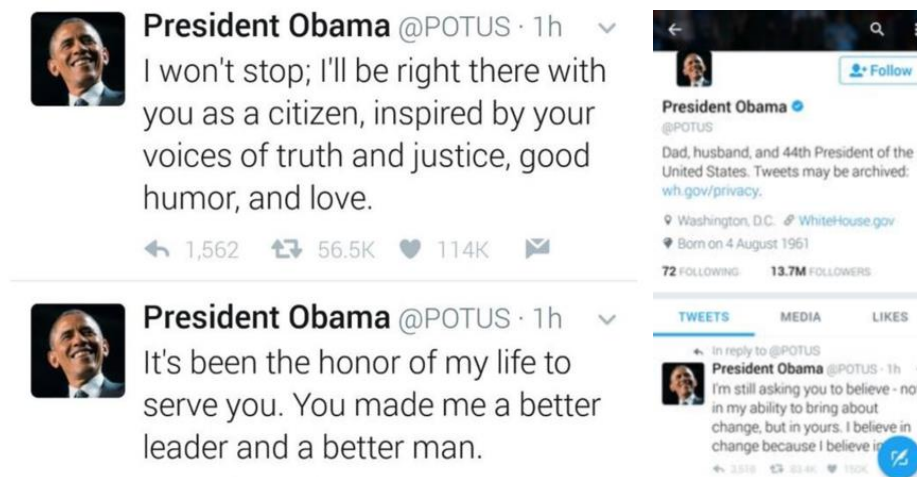 President Obama @POTUS · 1h
I won't stop; I'll be right there with
you as a citizen, inspired by your
voices of truth and justice, good
humor, and love.
1,562 56.5K 114K
President Obama @POTUS · 1h
It's been the honor of my life to
serve you. You made me a better
leader and a better man.
Follow
President Obama
@POTUS
Dad, husband, and 44th President of the
United States. Tweets may be archived:
wh.gov/privacy.
Washington, D.C. WhiteHouse.gov
Born on 4 August 1961
72 FOLLOWING 13.7M FOLLOWERS
TWEETS MEDIA LIKES
In reply to @POTUS
President Obama @POTUS · 1h
I'm still asking you to believe - no
in my ability to bring about
change, but in yours. I believe in
change because I believe
150K